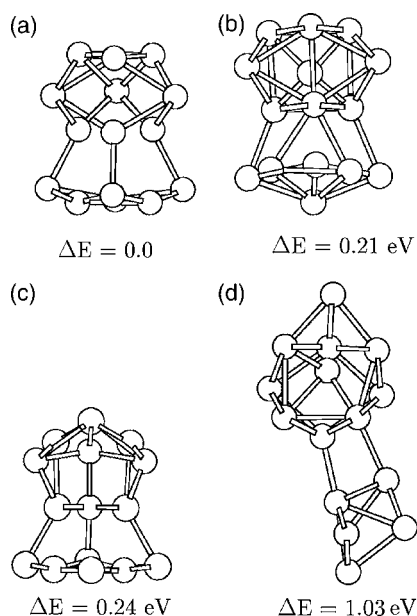 (a)
(b)
ΔE = 0.0
ΔE = 0.21 eV
(c)
(d)
ΔE = 0.24 eV
ΔE = 1.03 eV